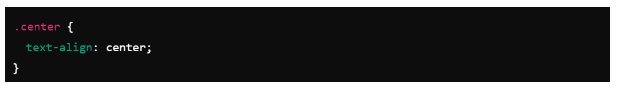 .center {
  text-align: center;
}